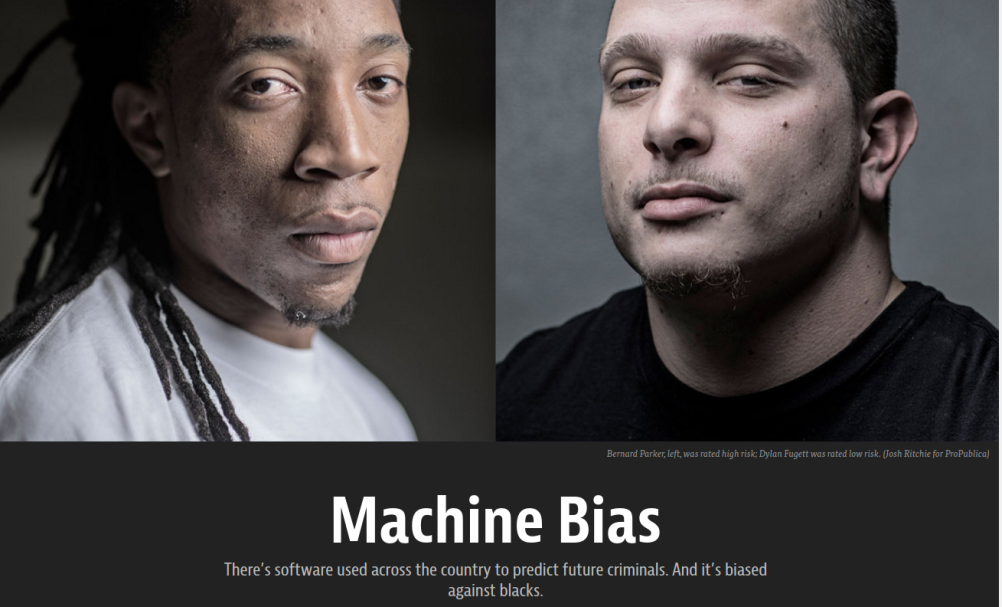 Bernard Parker, left, was rated high risk; Dylan Fugett was rated low risk. (Josh Ritchie for ProPublica)
Machine Bias
There's software used across the country to predict future criminals. And it's biased
against blacks.